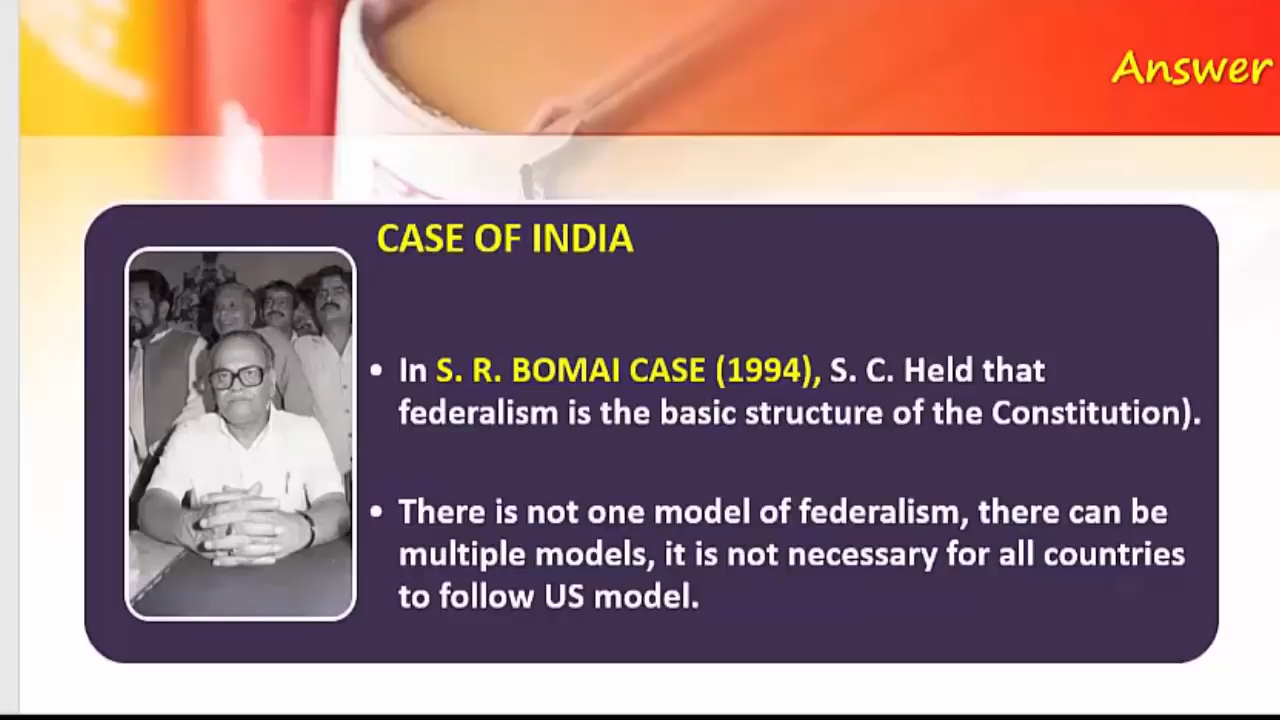 Answer
CASE OF INDIA
• In S. R. BOMAI CASE (1994), S. C. Held that
federalism is the basic structure of the Constitution).
• There is not one model of federalism, there can be
multiple models, it is not necessary for all countries
to follow US model.